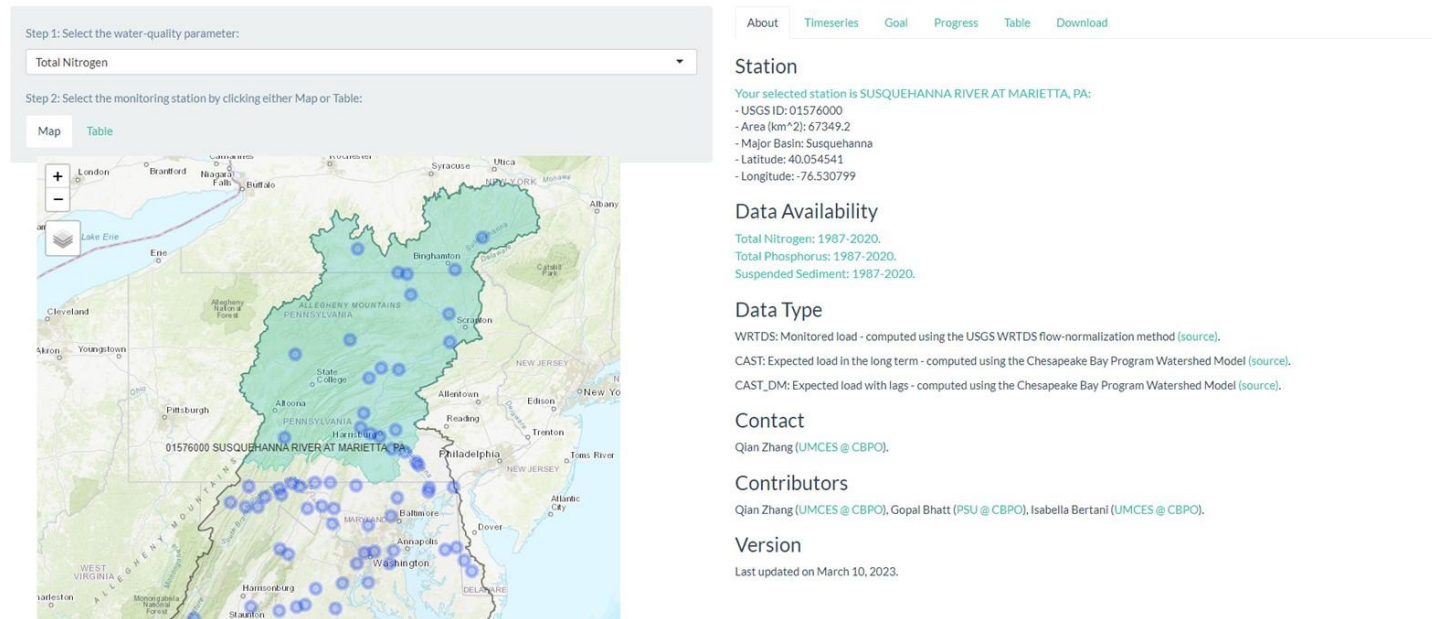 Step 1: Select the water-quality parameter:
Total Nitrogen
Step 2: Select the monitoring station by clicking either Map or Table:
Map
Table
+
−
London
Brantford
Niagara
Falls
Buffalo
Rochester
Syracuse
Utica
NEW YORK
Mohawk
Albany
Lake Erie
Erie
Binghamton
Susquehanna
Delaware
Catskill
Park
Allegheny
National
Forest
ALLEGHENY MOUNTAINS
PENNSYLVANIA
Cleveland
Scranton
Akron
Youngstown
NEW JERSEY
State
College
Ohio
Allentown
Edison
New Yo
Altoona
Pittsburgh
Reading
Delaware
PENNSYLVANIA
Trenton
Harrisburg
01576000 SUSQUEHANNA RIVER AT MARIETTA, PA
Philadelphia
Toms River
NEW JERSEY
ALLEGHENY MOUNTAINS
Atlantic
City
MARYLAND
Baltimore
Dover
Annapolis
Washington
WEST
VIRGINIA
DELAWARE
Harrisonburg
harleston
Monongahela
National
Forest
Staunton
About
Timeseries
Goal
Progress
Table
Download
Station
Your selected station is SUSQUEHANNA RIVER AT MARIETTA, PA:
- USGS ID: 01576000
- Area (km^2): 67349.2
- Major Basin: Susquehanna
- Latitude: 40.054541
- Longitude: -76.530799
Data Availability
Total Nitrogen: 1987-2020.
Total Phosphorus: 1987-2020.
Suspended Sediment: 1987-2020.
Data Type
WRTDS: Monitored load - computed using the USGS WRTDS flow-normalization method (source).
CAST: Expected load in the long term - computed using the Chesapeake Bay Program Watershed Model (source).
CAST_DM: Expected load with lags - computed using the Chesapeake Bay Program Watershed Model (source).
Contact
Qian Zhang (UMCES @ CBPO).
Contributors
Qian Zhang (UMCES @ CBPO), Gopal Bhatt (PSU @ CBPO), Isabella Bertani (UMCES @ CBPO).
Version
Last updated on March 10, 2023.